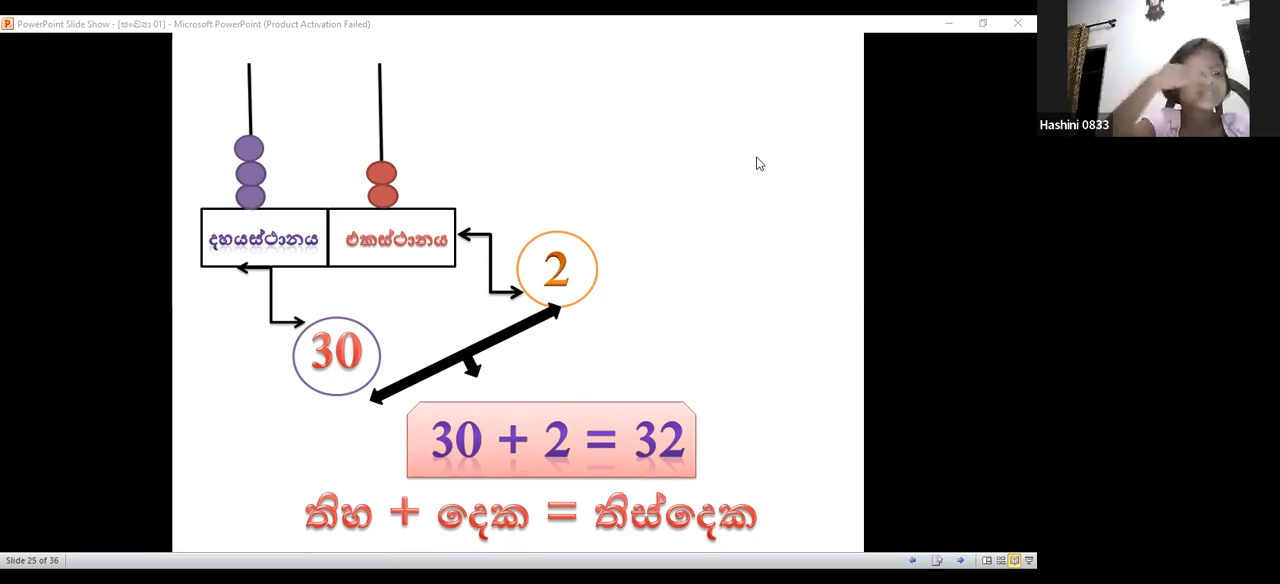 PowerPoint Slide Show - [සංඛ්‍යා 01] - Microsoft PowerPoint (Product Activation Failed)
Hashini 0833
දහයස්ථානය එකස්ථානය
2
30
30 + 2 = 32
තිහ + දෙක = තිස්දෙක
Slide 25 of 36